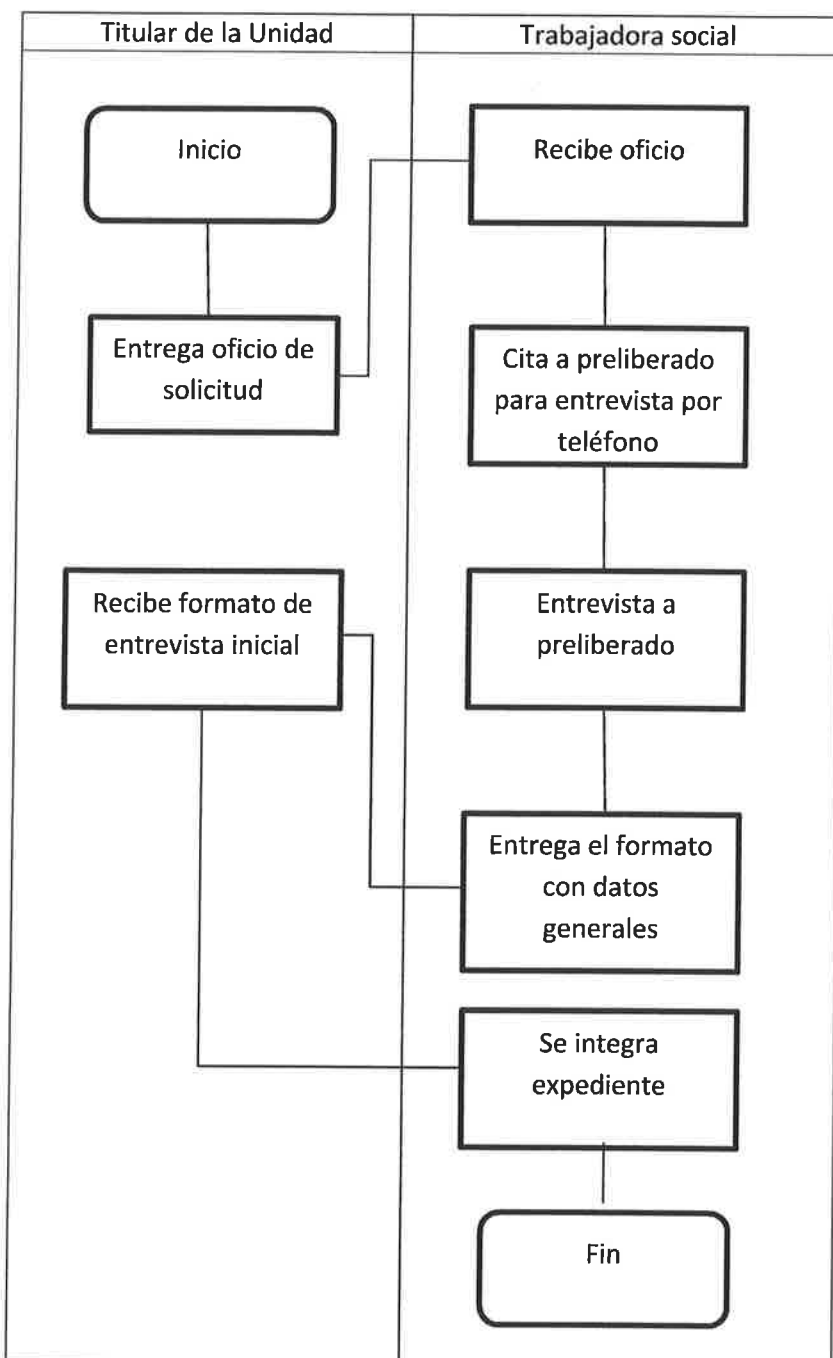 Titular de la Unidad
Trabajadora social
Inicio
Recibe oficio
Entrega oficio de
solicitud
Cita a preliberado
para entrevista por
teléfono
Recibe formato de
entrevista inicial
Entrevista a
preliberado
Entrega el formato
con datos
generales
Se integra
expediente
Fin